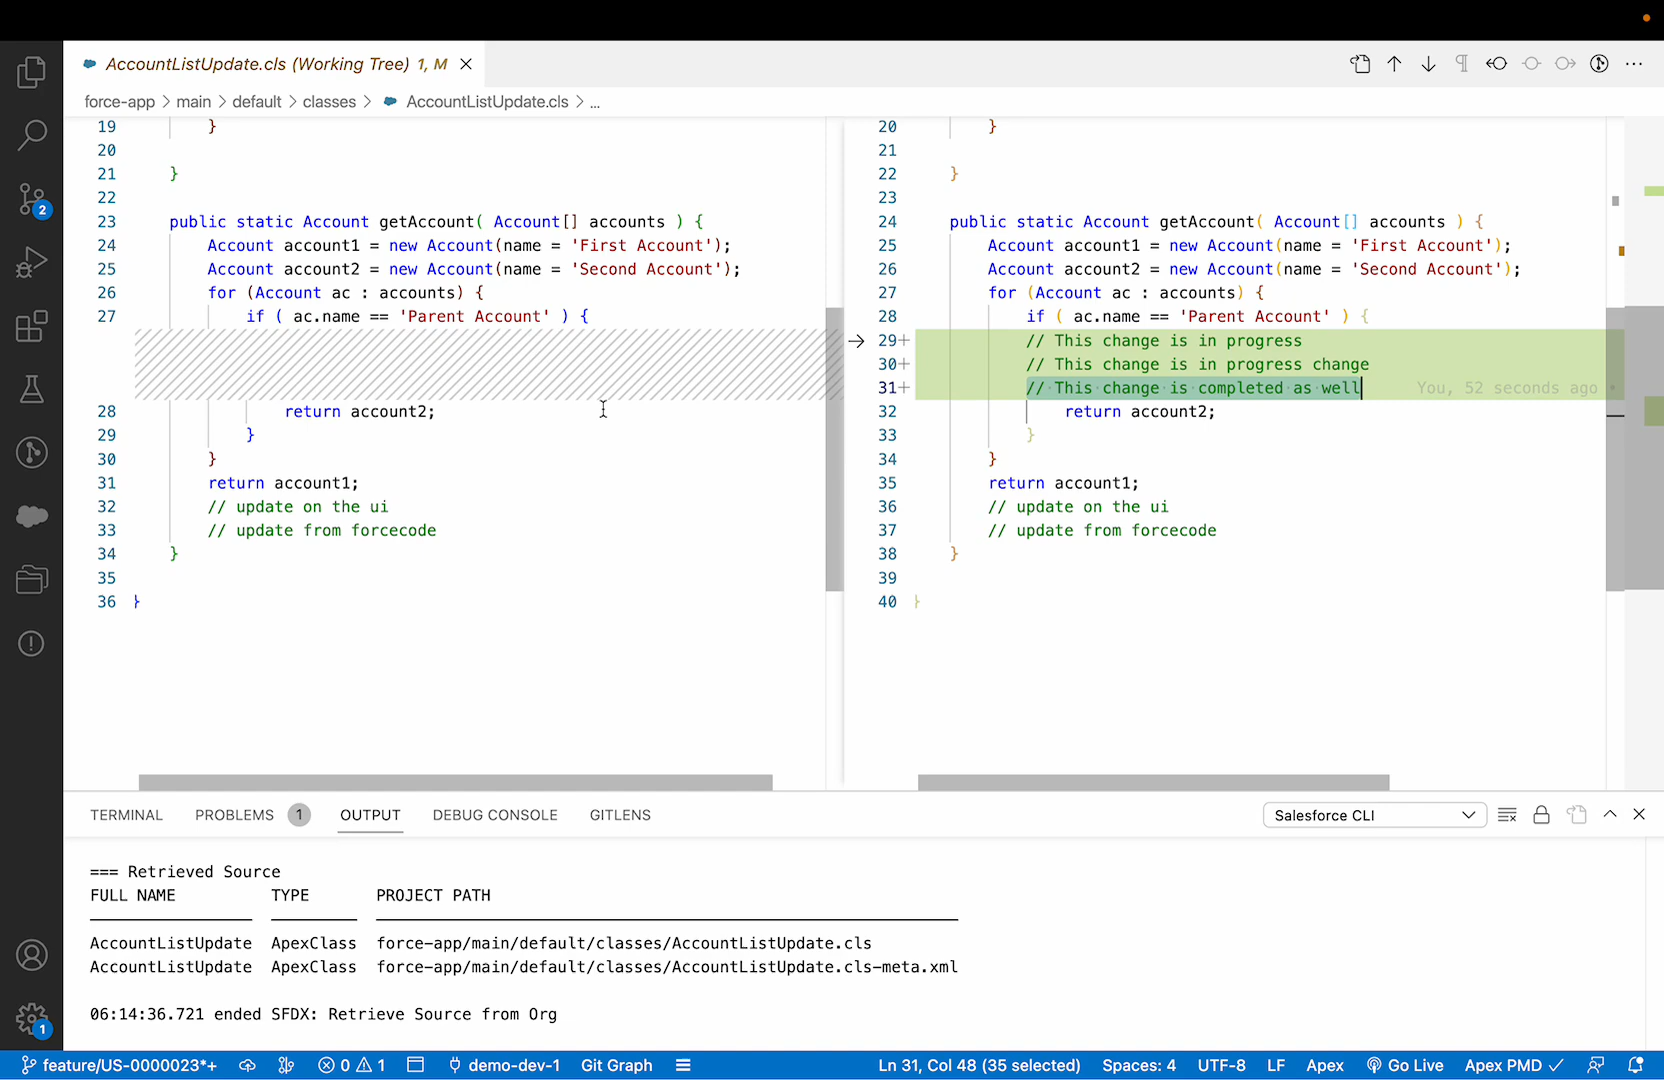 AccountListUpdate.cls (Working Tree) 1, M
force-app > main > default > classes > AccountListUpdate.cls > ...
19 }
20
21 }
22
23 public static Account getAccount( Account[] accounts ) {
24 Account account1 = new Account(name = 'First Account');
25 Account account2 = new Account(name = 'Second Account');
26 for (Account ac : accounts) {
27 if ( ac.name == 'Parent Account' ) {
28 return account2;
29 }
30 }
31 return account1;
32 // update on the ui
33 // update from forcecode
34 }
35
36 }
20 }
21
22 }
23
24 public static Account getAccount( Account[] accounts ) {
25 Account account1 = new Account(name = 'First Account');
26 Account account2 = new Account(name = 'Second Account');
27 for (Account ac : accounts) {
28 if ( ac.name == 'Parent Account' ) {
29+ // This change is in progress
30+ // This change is in progress change
31+ // This change is completed as well You, 52 seconds ago •
32 return account2;
33 }
34 }
35 return account1;
36 // update on the ui
37 // update from forcecode
38 }
39
40 }
2
TERMINAL PROBLEMS 1 OUTPUT DEBUG CONSOLE GITLENS Salesforce CLI
=== Retrieved Source
FULL NAME TYPE PROJECT PATH
AccountListUpdate ApexClass force-app/main/default/classes/AccountListUpdate.cls
AccountListUpdate ApexClass force-app/main/default/classes/AccountListUpdate.cls-meta.xml
06:14:36.721 ended SFDX: Retrieve Source from Org
1
feature/US-0000023*+ 0 1 demo-dev-1 Git Graph Ln 31, Col 48 (35 selected) Spaces: 4 UTF-8 LF Apex Go Live Apex PMD